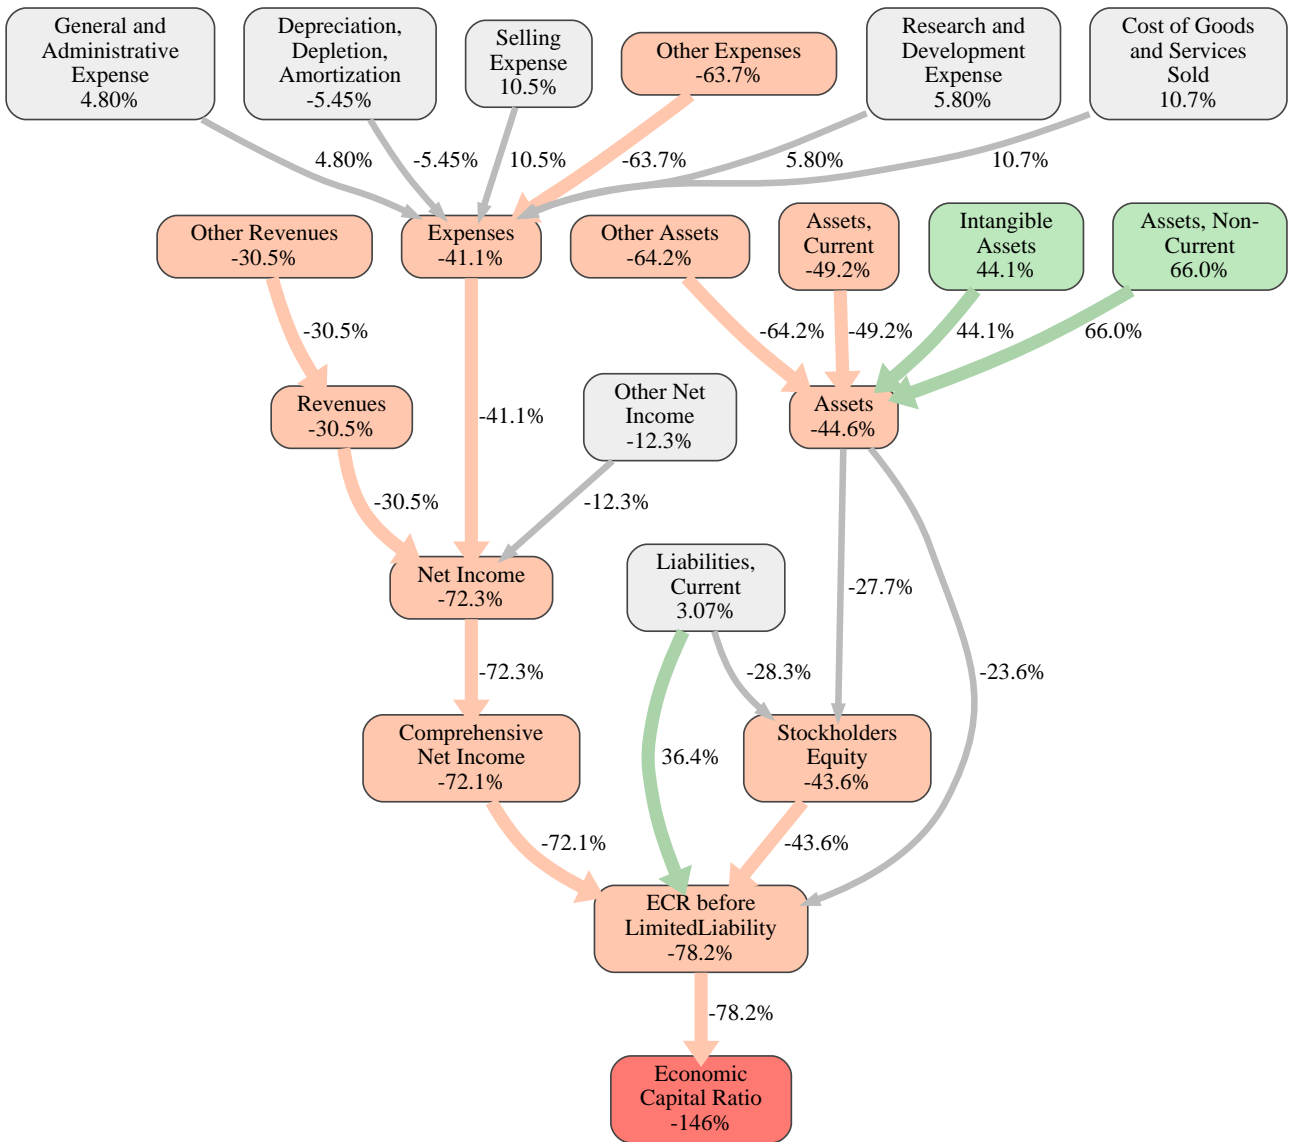 General and
Administrative
Expense
4.80%
Depreciation,
Depletion,
Amortization
-5.45%
Selling
Expense
10.5%
Other Expenses
-63.7%
Research and
Development
Expense
5.80%
Cost of Goods
and Services
Sold
10.7%
4.80%
-5.45%
10.5%
-63.7%
5.80%
10.7%
Other Revenues
-30.5%
Expenses
-41.1%
Other Assets
-64.2%
Assets,
Current
-49.2%
Intangible
Assets
44.1%
Assets, Non-
Current
66.0%
-30.5%
-64.2%
-49.2%
44.1%
66.0%
Revenues
-30.5%
-41.1%
Other Net
Income
-12.3%
Assets
-44.6%
-30.5%
-12.3%
Net Income
-72.3%
Liabilities,
Current
3.07%
-27.7%
-72.3%
-28.3%
-23.6%
Comprehensive
Net Income
-72.1%
36.4%
Stockholders
Equity
-43.6%
-72.1%
-43.6%
ECR before
LimitedLiability
-78.2%
-78.2%
Economic
Capital Ratio
-146%